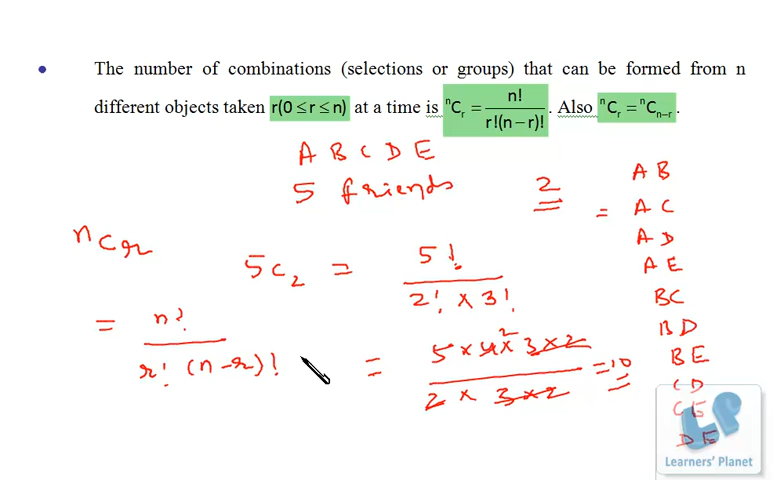 • The number of combinations (selections or groups) that can be formed from n
different objects taken r(0 ≤ r ≤ n) at a time is ⁿCᵣ = n! / r!(n − r)! . Also ⁿCᵣ = ⁿCₙ₋ᵣ.
A B C D E
5 friends
2
nCr
= n! / r! (n-r)!
5C₂ = 5! / 2! × 3!
= 5 × 4² × 3 × 2 / 2 × 3 × 2 = 10
= AB
AC
AD
AE
BC
BD
BE
CD
CE
DE
LP
Learners' Planet